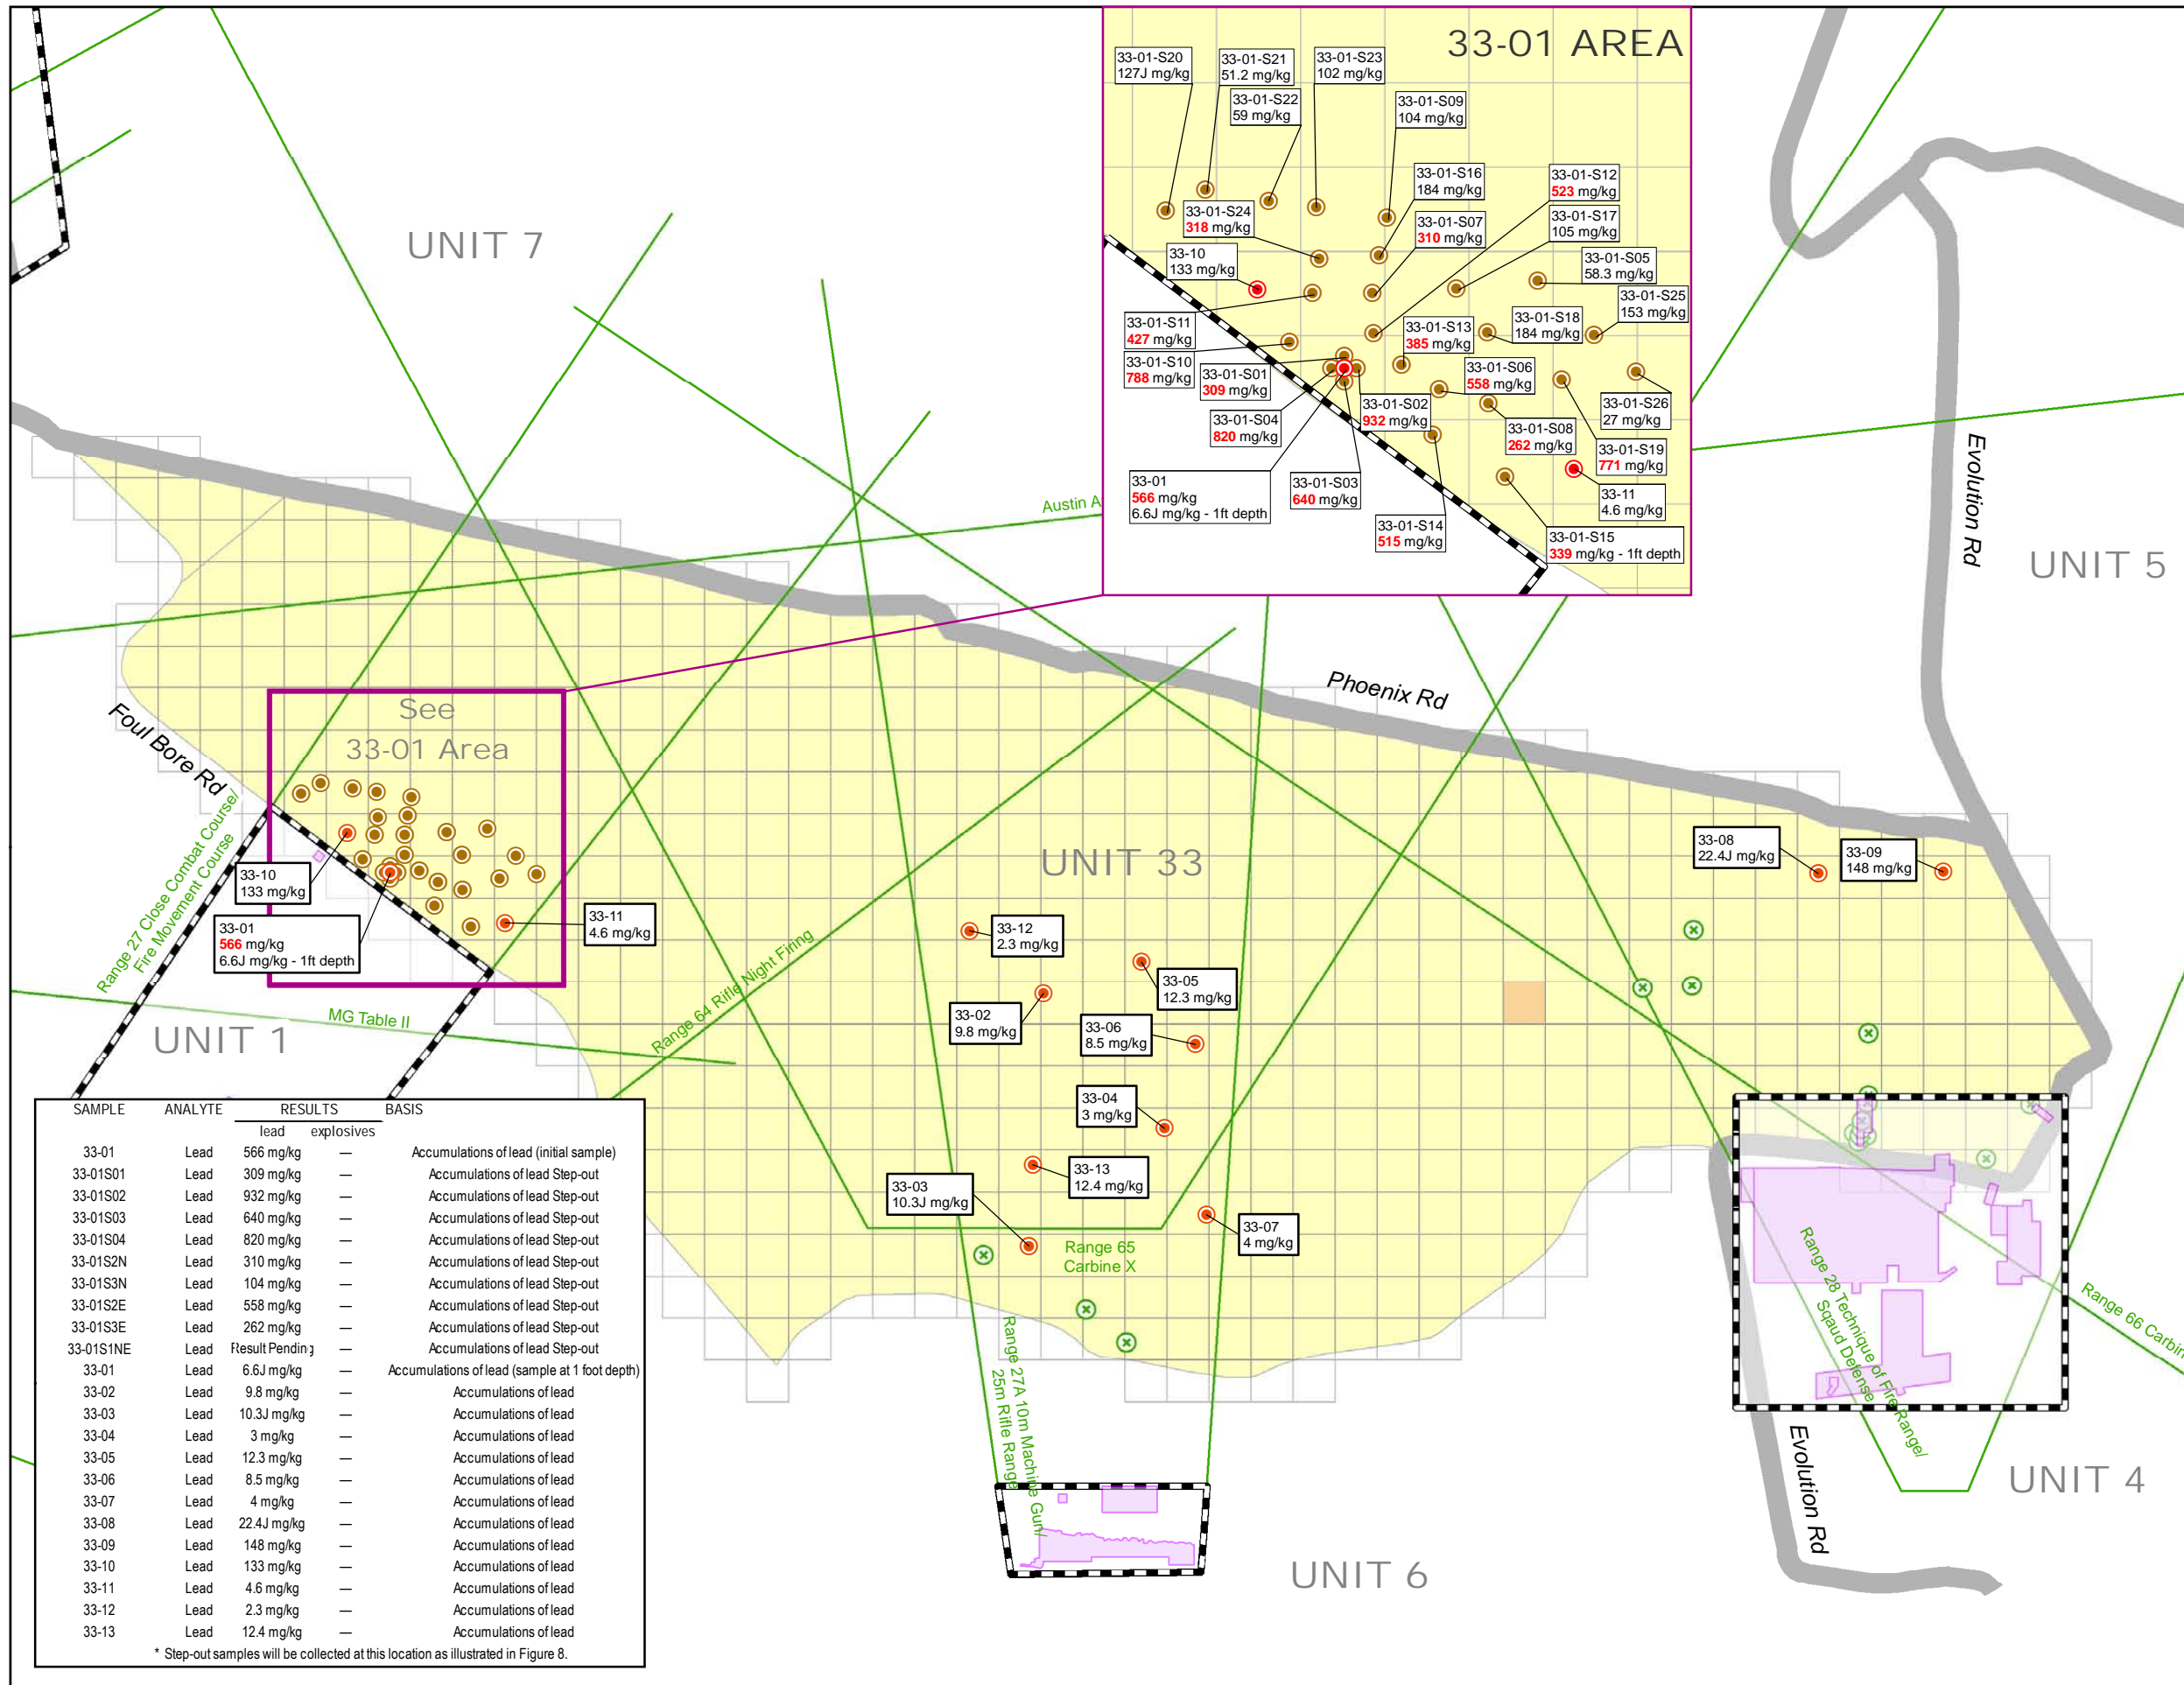 33-01 AREA
33-01-S20
127J mg/kg
33-01-S21
51.2 mg/kg
33-01-S23
102 mg/kg
33-01-S22
59 mg/kg
33-01-S09
104 mg/kg
33-01-S16
184 mg/kg
33-01-S12
523 mg/kg
33-01-S24
318 mg/kg
33-01-S07
310 mg/kg
33-01-S17
105 mg/kg
33-10
133 mg/kg
33-01-S05
58.3 mg/kg
33-01-S25
153 mg/kg
33-01-S11
427 mg/kg
33-01-S13
385 mg/kg
33-01-S18
184 mg/kg
33-01-S10
788 mg/kg
33-01-S01
309 mg/kg
33-01-S06
558 mg/kg
33-01-S26
27 mg/kg
33-01-S04
820 mg/kg
33-01-S02
932 mg/kg
33-01-S08
262 mg/kg
33-01-S19
771 mg/kg
33-01
566 mg/kg
6.6J mg/kg - 1ft depth
33-01-S03
640 mg/kg
33-11
4.6 mg/kg
33-01-S14
515 mg/kg
33-01-S15
339 mg/kg - 1ft depth
UNIT 7
UNIT 5
Evolution Rd
Austin A
Phoenix Rd
Foul Bore Rd
See
33-01 Area
Range 27 Close Combat Course/
Fire Movement Course
33-10
133 mg/kg
33-01
566 mg/kg
6.6J mg/kg - 1ft depth
33-11
4.6 mg/kg
UNIT 33
33-08
22.4J mg/kg
33-09
148 mg/kg
33-12
2.3 mg/kg
33-05
12.3 mg/kg
33-02
9.8 mg/kg
33-06
8.5 mg/kg
33-04
3 mg/kg
33-13
12.4 mg/kg
33-03
10.3J mg/kg
33-07
4 mg/kg
Range 64 Rifle Night Firing
MG Table II
UNIT 1
Range 65
Carbine X
Range 27A 10m Machine Gun/
25m Rifle Range
Range 28 Technique of Fire Range/
Sqaud Defense
Range 66 Carbin
Evolution Rd
UNIT 4
UNIT 6
SAMPLE ANALYTE RESULTS BASIS
lead explosives
33-01 Lead 566 mg/kg — Accumulations of lead (initial sample)
33-01S01 Lead 309 mg/kg — Accumulations of lead Step-out
33-01S02 Lead 932 mg/kg — Accumulations of lead Step-out
33-01S03 Lead 640 mg/kg — Accumulations of lead Step-out
33-01S04 Lead 820 mg/kg — Accumulations of lead Step-out
33-01S2N Lead 310 mg/kg — Accumulations of lead Step-out
33-01S3N Lead 104 mg/kg — Accumulations of lead Step-out
33-01S2E Lead 558 mg/kg — Accumulations of lead Step-out
33-01S3E Lead 262 mg/kg — Accumulations of lead Step-out
33-01S1NE Lead Result Pending — Accumulations of lead Step-out
33-01 Lead 6.6J mg/kg — Accumulations of lead (sample at 1 foot depth)
33-02 Lead 9.8 mg/kg — Accumulations of lead
33-03 Lead 10.3J mg/kg — Accumulations of lead
33-04 Lead 3 mg/kg — Accumulations of lead
33-05 Lead 12.3 mg/kg — Accumulations of lead
33-06 Lead 8.5 mg/kg — Accumulations of lead
33-07 Lead 4 mg/kg — Accumulations of lead
33-08 Lead 22.4J mg/kg — Accumulations of lead
33-09 Lead 148 mg/kg — Accumulations of lead
33-10 Lead 133 mg/kg — Accumulations of lead
33-11 Lead 4.6 mg/kg — Accumulations of lead
33-12 Lead 2.3 mg/kg — Accumulations of lead
33-13 Lead 12.4 mg/kg — Accumulations of lead
* Step-out samples will be collected at this location as illustrated in Figure 8.